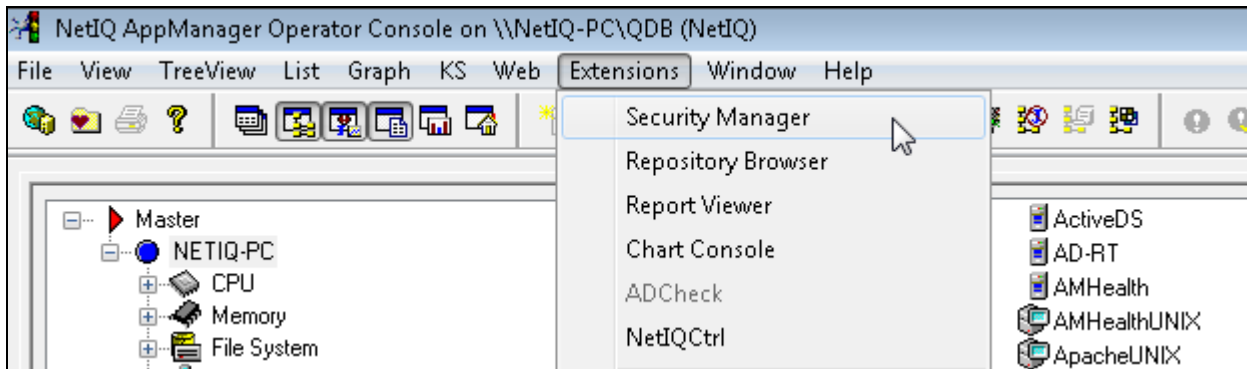 NetIQ AppManager Operator Console on \\NetIQ-PC\QDB (NetIQ)
File View TreeView List Graph KS Web Extensions Window Help
Security Manager
Repository Browser
Report Viewer
Chart Console
ADCheck
NetIQCtrl
Master
NETIQ-PC
CPU
Memory
File System
ActiveDS
AD-RT
AMHealth
AMHealthUNIX
ApacheUNIX